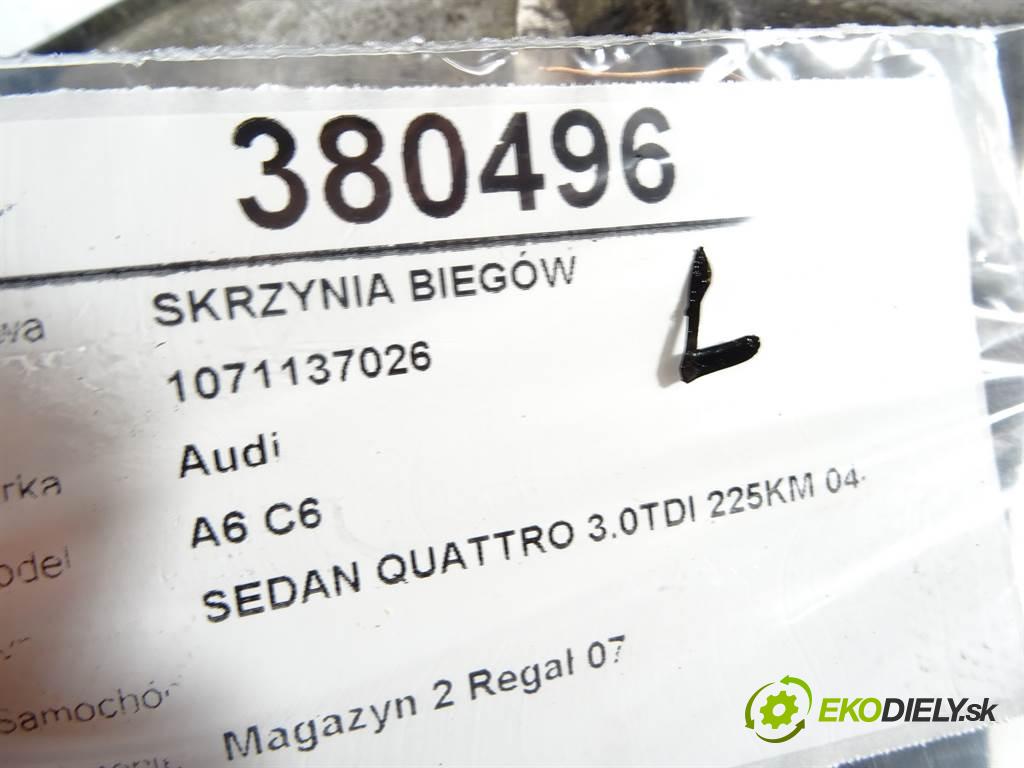 380496
SKRZYNIA BIEGÓW
1071137026
Audi
A6 C6
SEDAN QUATTRO 3.0TDI 225KM 04-
Samochó
Magazyn 2 Regał 07
L
EKODIELY.sk